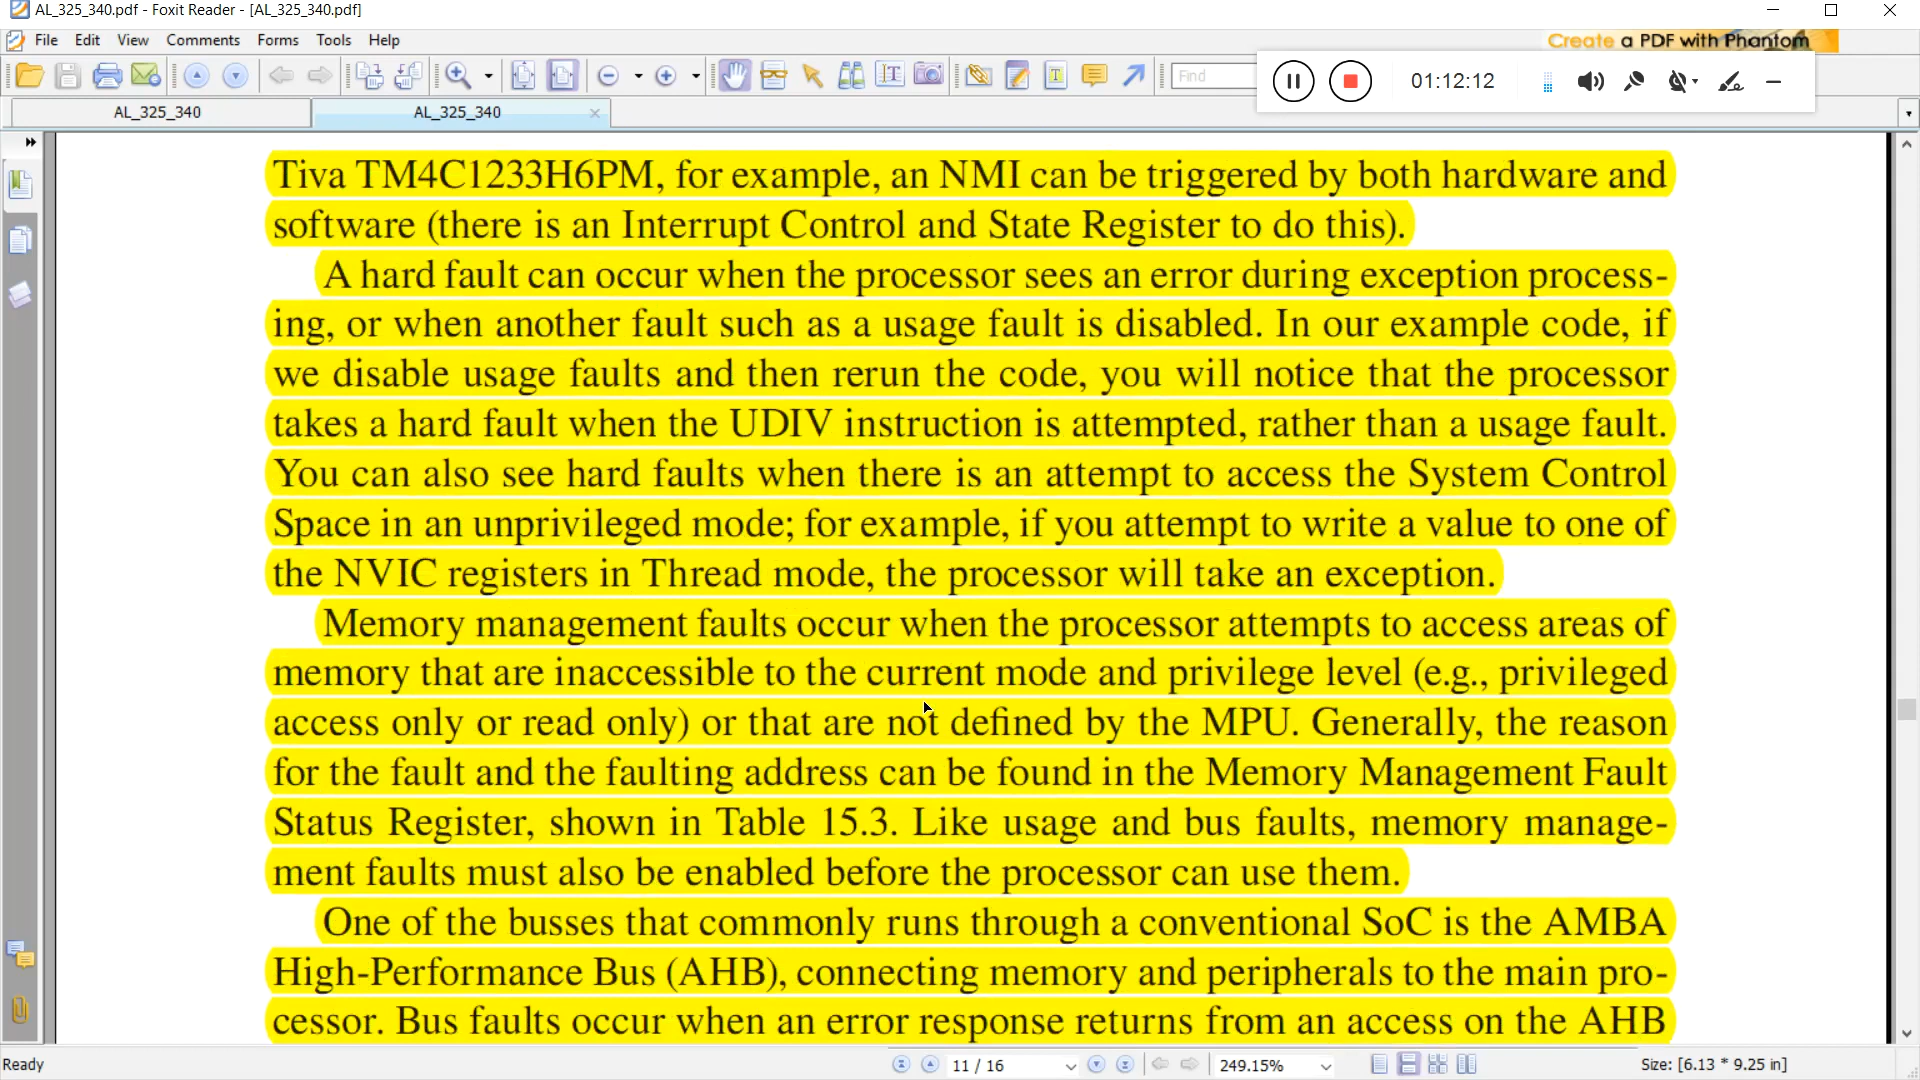 AL_325_340.pdf - Foxit Reader - [AL_325_340.pdf]
File Edit View Comments Forms Tools Help
Create a PDF with Phantom
Find
01:12:12
AL_325_340 AL_325_340
Tiva TM4C1233H6PM, for example, an NMI can be triggered by both hardware and
software (there is an Interrupt Control and State Register to do this).
A hard fault can occur when the processor sees an error during exception process-
ing, or when another fault such as a usage fault is disabled. In our example code, if
we disable usage faults and then rerun the code, you will notice that the processor
takes a hard fault when the UDIV instruction is attempted, rather than a usage fault.
You can also see hard faults when there is an attempt to access the System Control
Space in an unprivileged mode; for example, if you attempt to write a value to one of
the NVIC registers in Thread mode, the processor will take an exception.
Memory management faults occur when the processor attempts to access areas of
memory that are inaccessible to the current mode and privilege level (e.g., privileged
access only or read only) or that are not defined by the MPU. Generally, the reason
for the fault and the faulting address can be found in the Memory Management Fault
Status Register, shown in Table 15.3. Like usage and bus faults, memory manage-
ment faults must also be enabled before the processor can use them.
One of the busses that commonly runs through a conventional SoC is the AMBA
High-Performance Bus (AHB), connecting memory and peripherals to the main pro-
cessor. Bus faults occur when an error response returns from an access on the AHB
Ready 11 / 16 249.15% Size: [6.13 * 9.25 in]